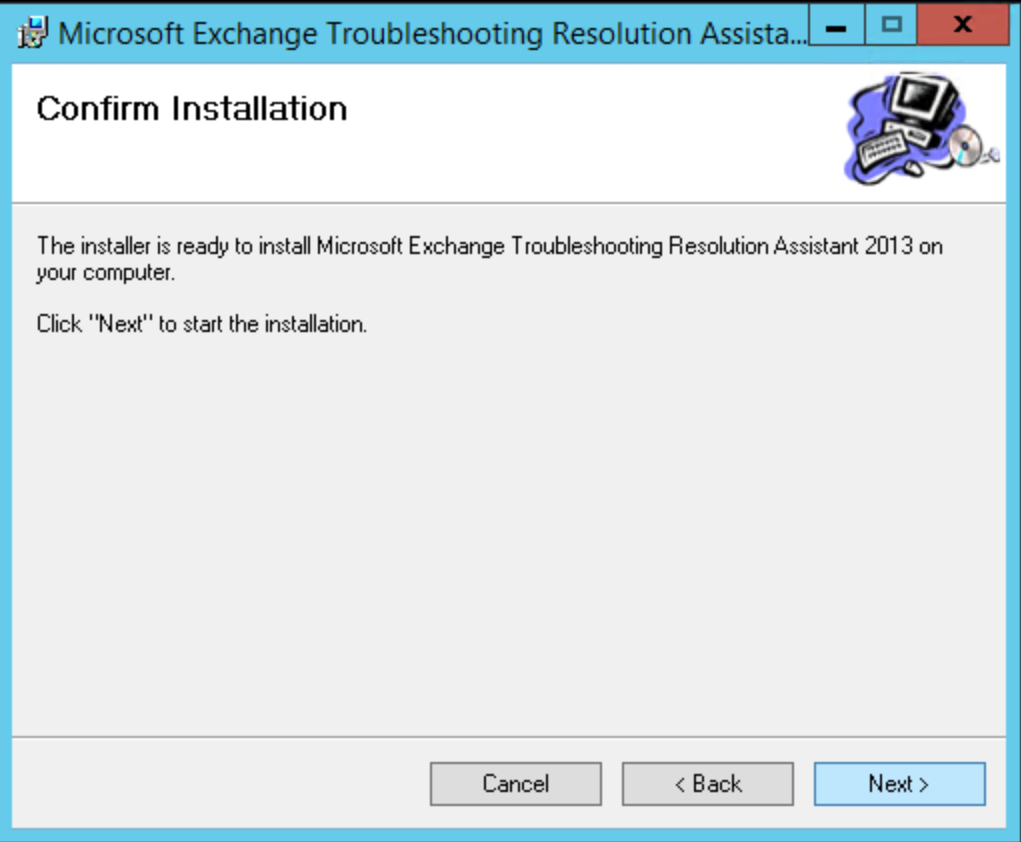 Microsoft Exchange Troubleshooting Resolution Assista...
Confirm Installation
The installer is ready to install Microsoft Exchange Troubleshooting Resolution Assistant 2013 on
your computer.
Click "Next" to start the installation.
Cancel
< Back
Next >